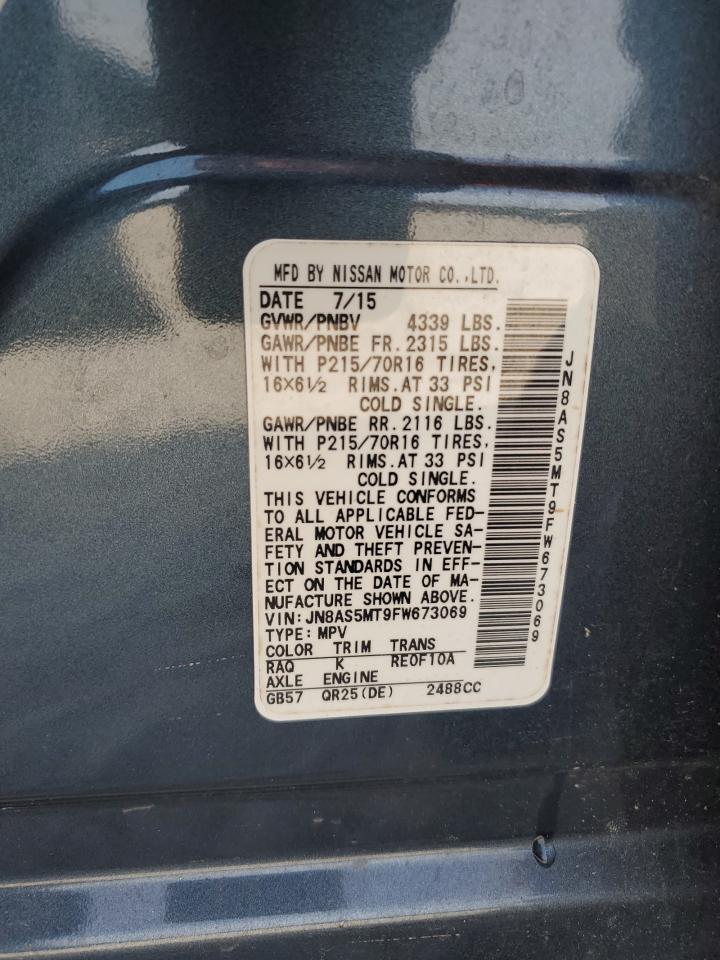 MFD BY NISSAN MOTOR CO.,LTD.
DATE 7/15
GVWR/PNBV 4339 LBS.
GAWR/PNBE FR. 2315 LBS.
WITH P215/70R16 TIRES,
16×6½ RIMS. AT 33 PSI
COLD SINGLE.
GAWR/PNBE RR. 2116 LBS.
WITH P215/70R16 TIRES,
16×6½ RIMS. AT 33 PSI
COLD SINGLE.
THIS VEHICLE CONFORMS
TO ALL APPLICABLE FED-
ERAL MOTOR VEHICLE SA-
FETY AND THEFT PREVEN-
TION STANDARDS IN EFF-
ECT ON THE DATE OF MA-
NUFACTURE SHOWN ABOVE.
VIN: JN8AS5MT9FW673069
TYPE: MPV
COLOR TRIM TRANS
RAQ K RE0F10A
AXLE ENGINE
GB57 QR25(DE) 2488CC
JN8AS5MT9FW673069